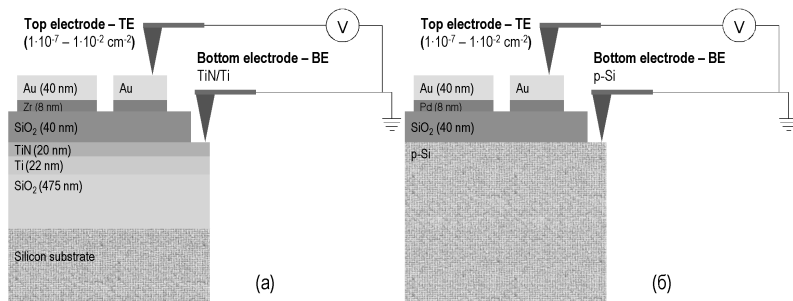 Top electrode – TE
(1·10⁻⁷ – 1·10⁻² cm⁻²)
V
Bottom electrode – BE
TiN/Ti
Au (40 nm)
Au
Zr (8 nm)
SiO₂ (40 nm)
TiN (20 nm)
Ti (22 nm)
SiO₂ (475 nm)
Silicon substrate
(а)
Top electrode – TE
(1·10⁻⁷ – 1·10⁻² cm⁻²)
V
Bottom electrode – BE
p-Si
Au (40 nm)
Au
Pd (8 nm)
SiO₂ (40 nm)
p-Si
(б)